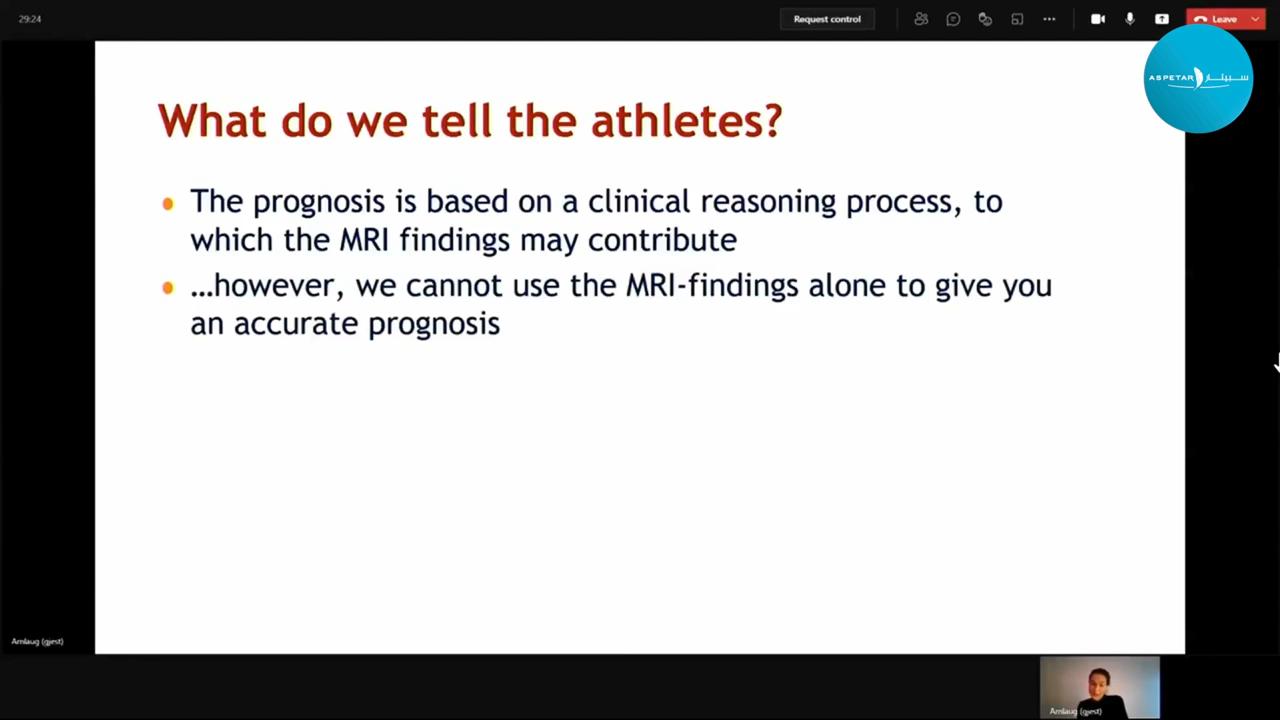 29:24
Request control
Leave
ASPETAR سبيتار
What do we tell the athletes?
• The prognosis is based on a clinical reasoning process, to
which the MRI findings may contribute
• …however, we cannot use the MRI-findings alone to give you
an accurate prognosis
Arnlaug (gjest)
Arnlaug (gjest)